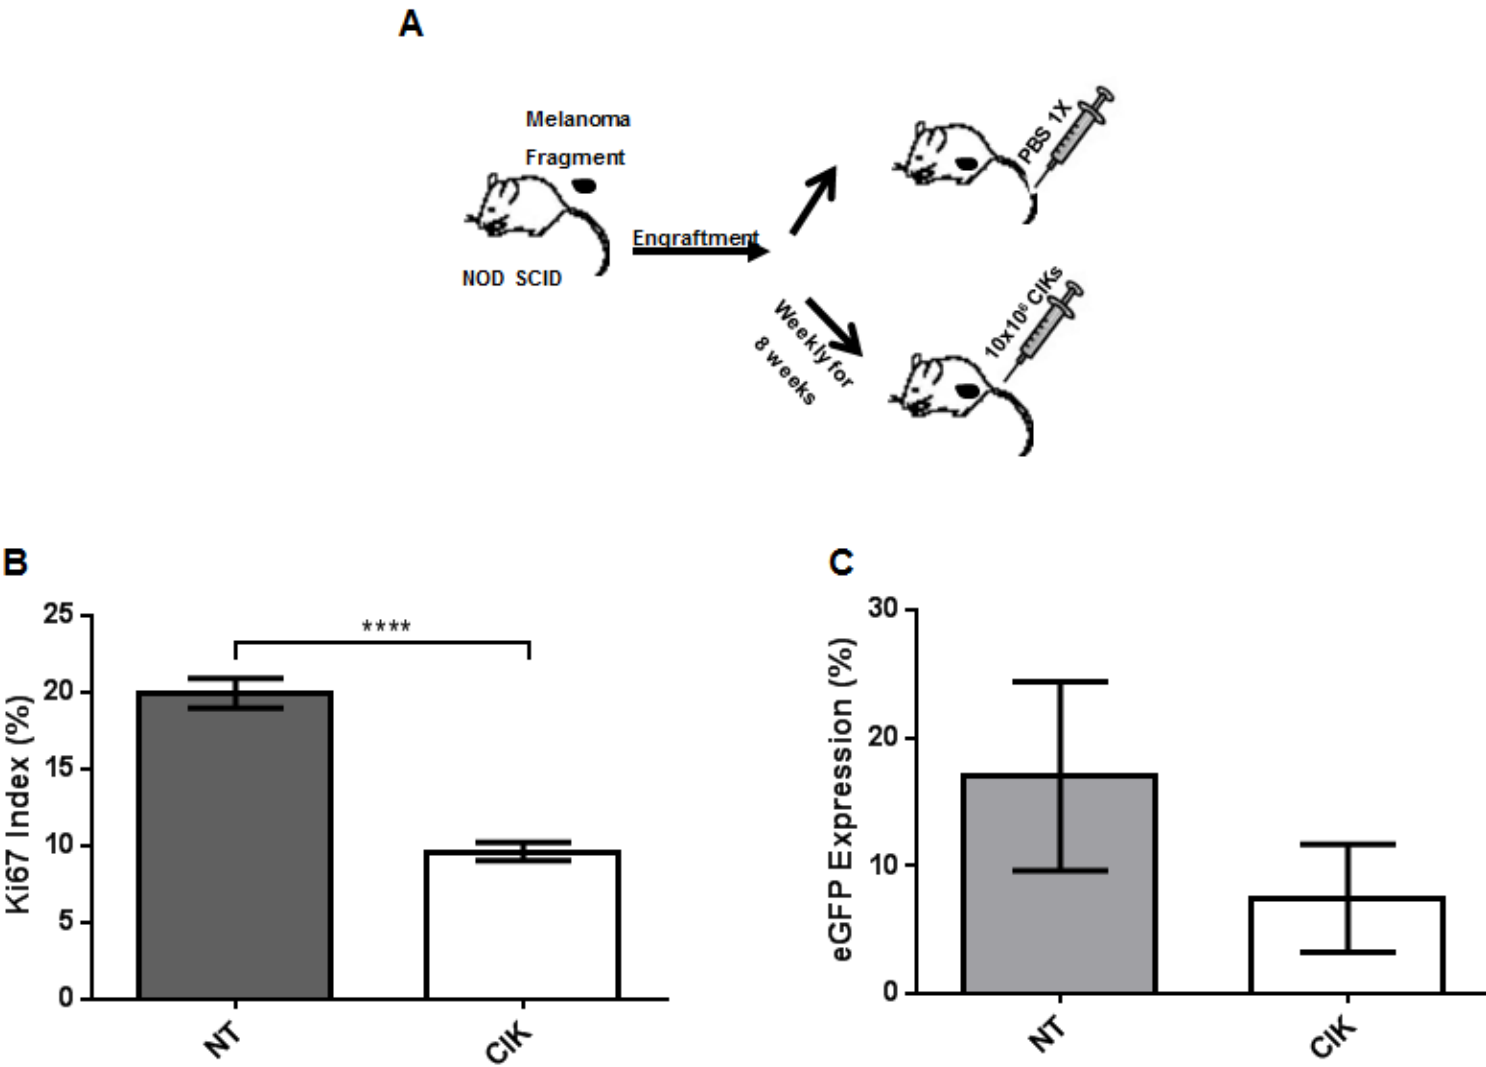 A
Melanoma
Fragment
NOD SCID
Engraftment
PBS 1X
Weekly for
8 weeks
10x10⁶ CIKs
B
Ki67 Index (%)
25
20
15
10
5
0
****
NT
CIK
C
eGFP Expression (%)
30
20
10
0
NT
CIK